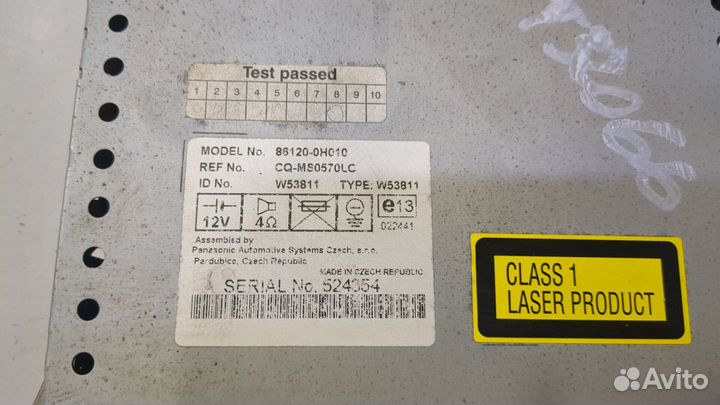 Test passed
1 2 3 4 5 6 7 8 9 10
MODEL No. 86120-0H010
REF No. CQ-MS0570LC
ID No. W53811 TYPE: W53811
12V 4Ω e13
022441
Assembled by
Panasonic Automotive Systems Czech, s.r.o.
Pardubice, Czech Republic
MADE IN CZECH REPUBLIC
SERIAL No. 524354
CLASS 1
LASER PRODUCT
Avito